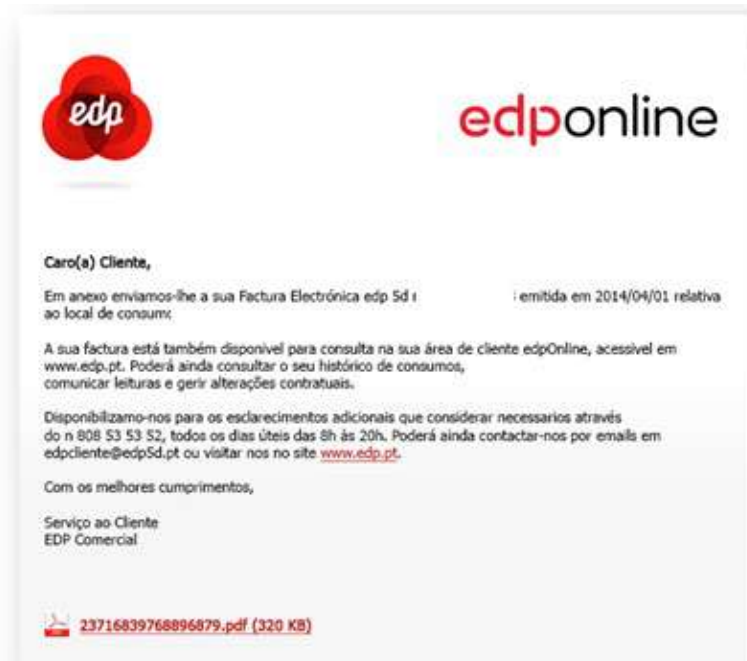 edp
edponline
Caro(a) Cliente,
Em anexo enviamos-lhe a sua Factura Electrónica edp 5d emitida em 2014/04/01 relativa
ao local de consumo
A sua factura está também disponivel para consulta na sua área de cliente edpOnline, acessivel em
www.edp.pt. Poderá ainda consultar o seu histórico de consumos,
comunicar leituras e gerir alterações contratuais.
Disponibilizamo-nos para os esclarecimentos adicionais que considerar necessarios através
do n 808 53 53 52, todos os dias úteis das 8h às 20h. Poderá ainda contactar-nos por emails em
edpcliente@edp5d.pt ou visitar nos no site www.edp.pt.
Com os melhores cumprimentos,
Serviço ao Cliente
EDP Comercial
23716839768896879.pdf (320 KB)